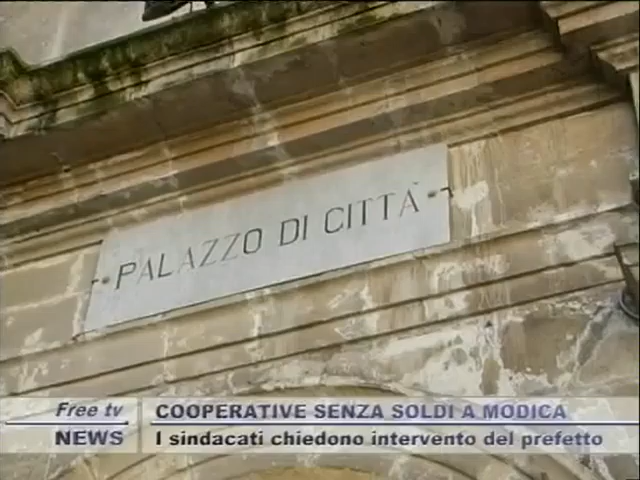 PALAZZO DI CITTÀ
Free tv
NEWS
COOPERATIVE SENZA SOLDI A MODICA
I sindacati chiedono intervento del prefetto